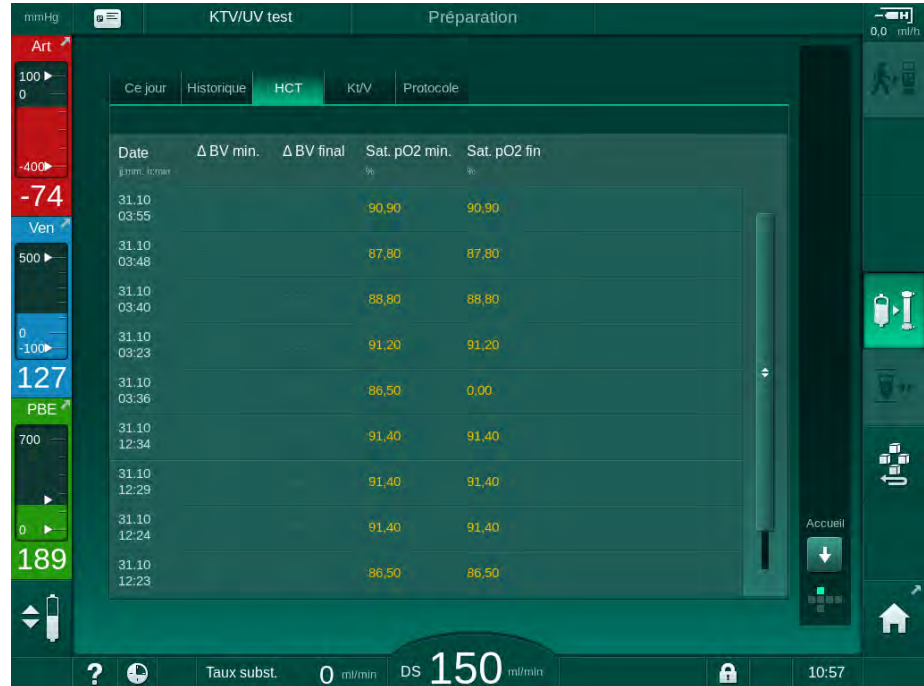 mmHg
KTV/UV test
Préparation
0,0 ml/h
Art
100
0
-400
-74
Ven
500
0
-100
127
PBE
700
0
189
Ce jour Historique HCT Kt/V Protocole
Date Δ BV min. Δ BV final Sat. pO2 min. Sat. pO2 fin
% %
31.10
03:55 90,90 90,90
31.10
03:48 87,80 87,80
31.10
03:40 88,80 88,80
31.10
03:23 91,20 91,20
31.10
03:36 86,50 0,00
31.10
12:34 91,40 91,40
31.10
12:29 91,40 91,40
31.10
12:24 91,40 91,40
31.10
12:23 86,50 86,50
Accueil
? Taux subst. 0 ml/min DS 150 ml/min 10:57